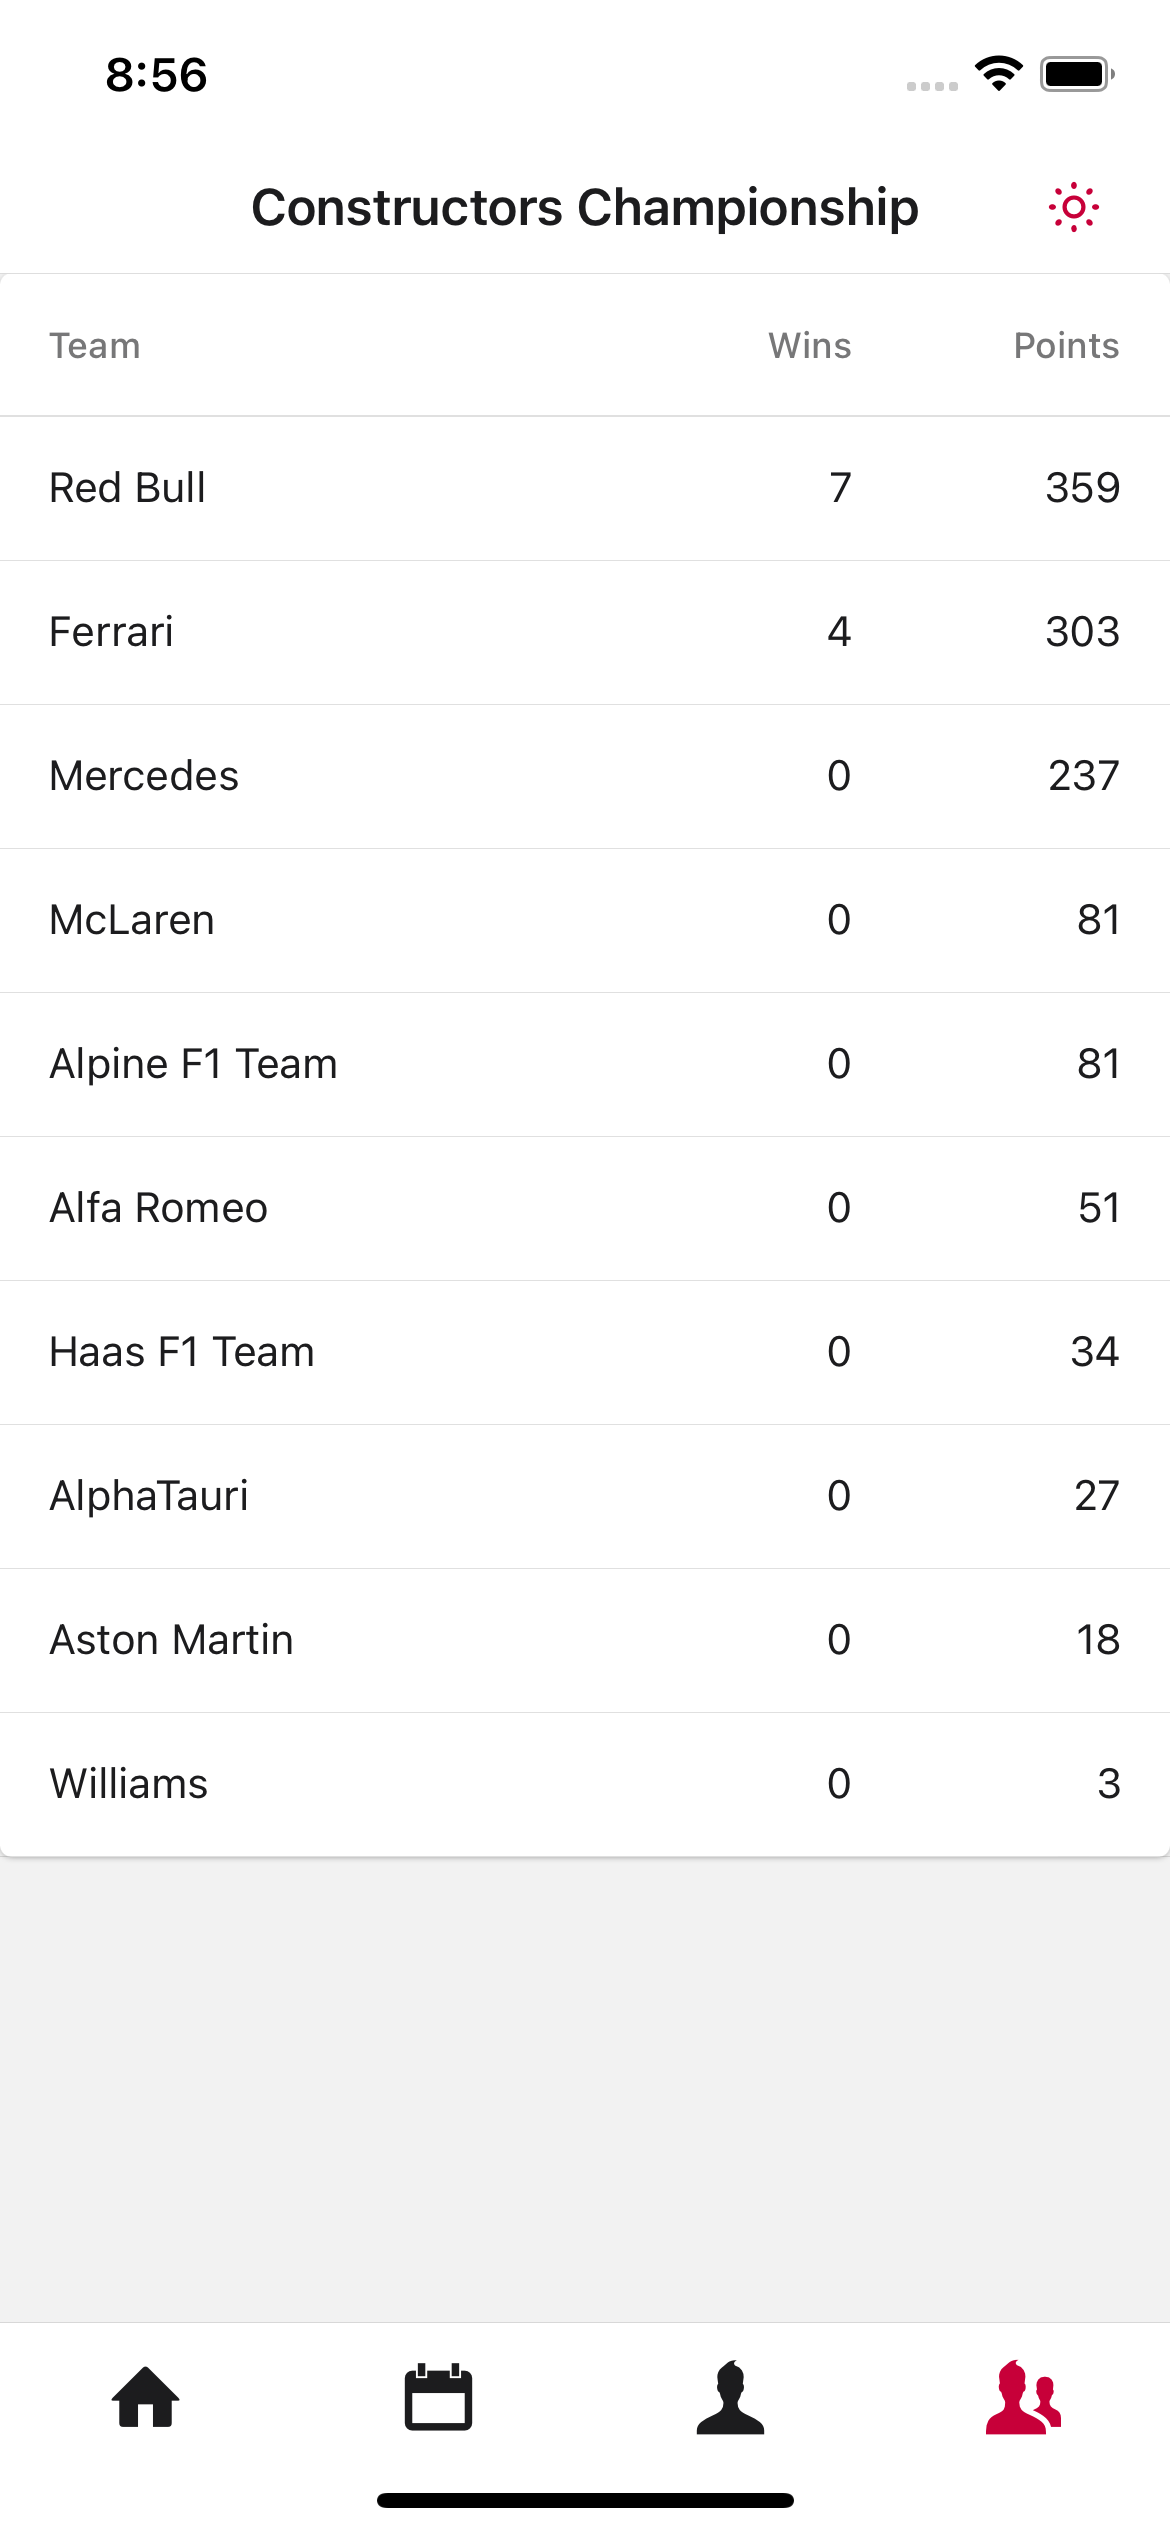 8:56
Constructors Championship
Team Wins Points
Red Bull 7 359
Ferrari 4 303
Mercedes 0 237
McLaren 0 81
Alpine F1 Team 0 81
Alfa Romeo 0 51
Haas F1 Team 0 34
AlphaTauri 0 27
Aston Martin 0 18
Williams 0 3